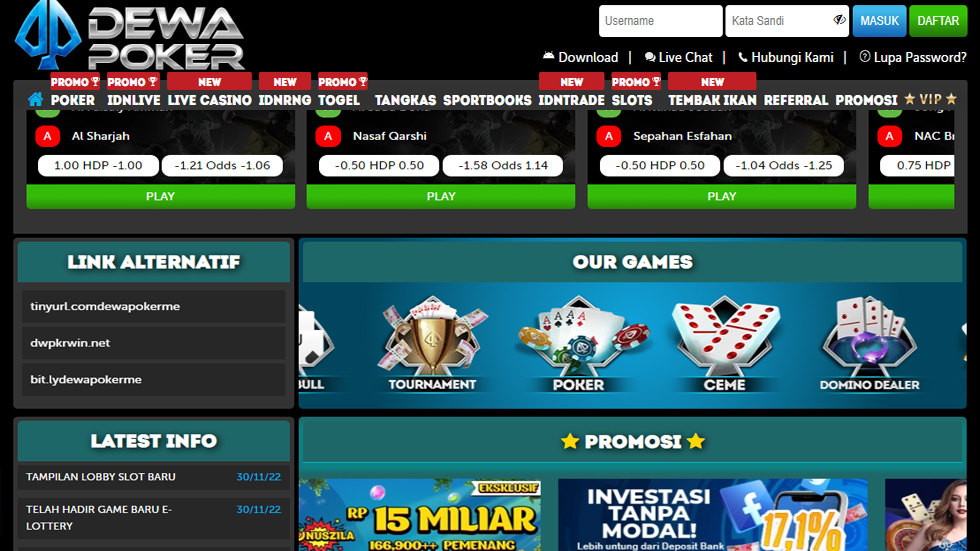 DEWA
POKER
Username
Kata Sandi
MASUK
DAFTAR
Download | Live Chat | Hubungi Kami | Lupa Password?
PROMO PROMO NEW NEW PROMO NEW PROMO NEW
POKER IDNLIVE LIVE CASINO IDNRNG TOGEL TANGKAS SPORTBOOKS IDNTRADE SLOTS TEMBAK IKAN REFERRAL PROMOSI VIP
A Al Sharjah
1.00 HDP -1.00
-1.21 Odds -1.06
PLAY
A Nasaf Qarshi
-0.50 HDP 0.50
-1.58 Odds 1.14
PLAY
A Sepahan Esfahan
-0.50 HDP 0.50
-1.04 Odds -1.25
PLAY
A NAC
0.75 HDP
LINK ALTERNATIF
tinyurl.comdewapokerme
dwpkrwin.net
bit.lydewapokerme
OUR GAMES
BULL
TOURNAMENT
POKER
CEME
DOMINO DEALER
LATEST INFO
TAMPILAN LOBBY SLOT BARU 30/11/22
TELAH HADIR GAME BARU E- 30/11/22
LOTTERY
PROMOSI
EKSKLUSIF
RP 15 MILIAR
166,900++ PEMENANG
INVESTASI
TANPA
MODAL!
Lebih untung dari Deposit Bank
17,1%